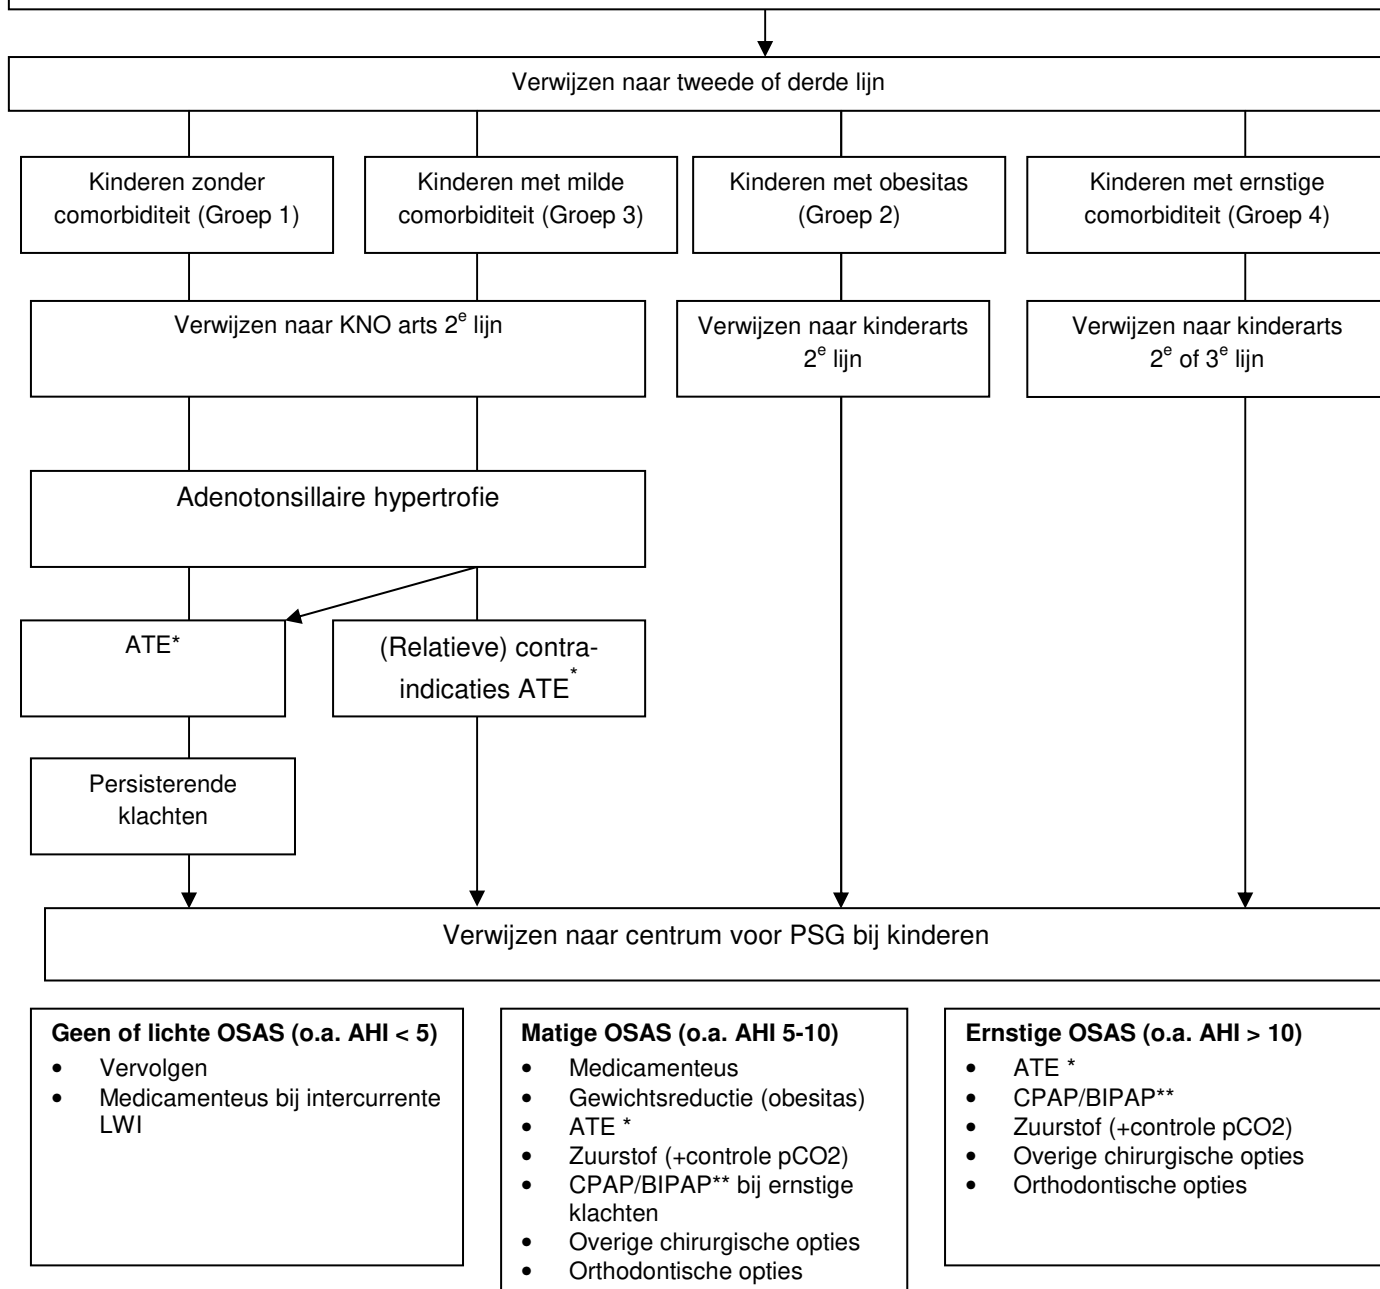 Verwijzen naar tweede of derde lijn
Kinderen zonder
comorbiditeit (Groep 1)
Kinderen met milde
comorbiditeit (Groep 3)
Kinderen met obesitas
(Groep 2)
Kinderen met ernstige
comorbiditeit (Groep 4)
Verwijzen naar KNO arts 2e lijn
Verwijzen naar kinderarts
2e lijn
Verwijzen naar kinderarts
2e of 3e lijn
Adenotonsillaire hypertrofie
ATE*
(Relatieve) contra-
indicaties ATE*
Persisterende
klachten
Verwijzen naar centrum voor PSG bij kinderen
Geen of lichte OSAS (o.a. AHI < 5)
• Vervolgen
• Medicamenteus bij intercurrente
LWI
Matige OSAS (o.a. AHI 5-10)
• Medicamenteus
• Gewichtsreductie (obesitas)
• ATE *
• Zuurstof (+controle pCO2)
• CPAP/BIPAP** bij ernstige
klachten
• Overige chirurgische opties
• Orthodontische opties
Ernstige OSAS (o.a. AHI > 10)
• ATE *
• CPAP/BIPAP**
• Zuurstof (+controle pCO2)
• Overige chirurgische opties
• Orthodontische opties